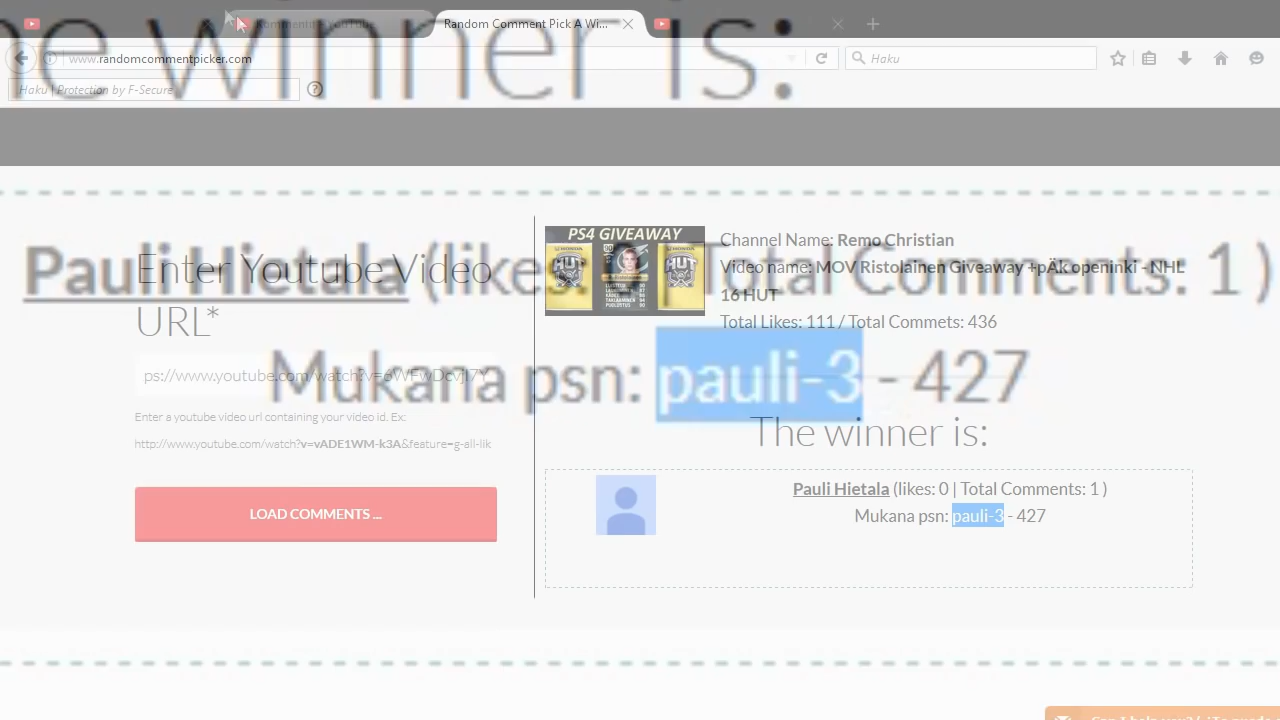 Random Comment Pick A Wi...
www.randomcommentpicker.com
Haku
Haku | Protection by F-Secure
he winner is:
Pauli Hietala (likes: 0 | Total Comments: 1 )
Mukana psn: pauli-3 - 427
Enter Youtube Video
URL*
Enter a youtube video url containing your video id. Ex:
http://www.youtube.com/watch?v=vADE1WM-k3A&feature=g-all-lik
LOAD COMMENTS ...
PS4 GIVEAWAY
HUT
HUT
Channel Name: Remo Christian
Video name: MOV Ristolainen Giveaway +pÄk openinki - NHL
16 HUT
Total Likes: 111 / Total Commets: 436
The winner is:
Pauli Hietala (likes: 0 | Total Comments: 1 )
Mukana psn: pauli-3 - 427